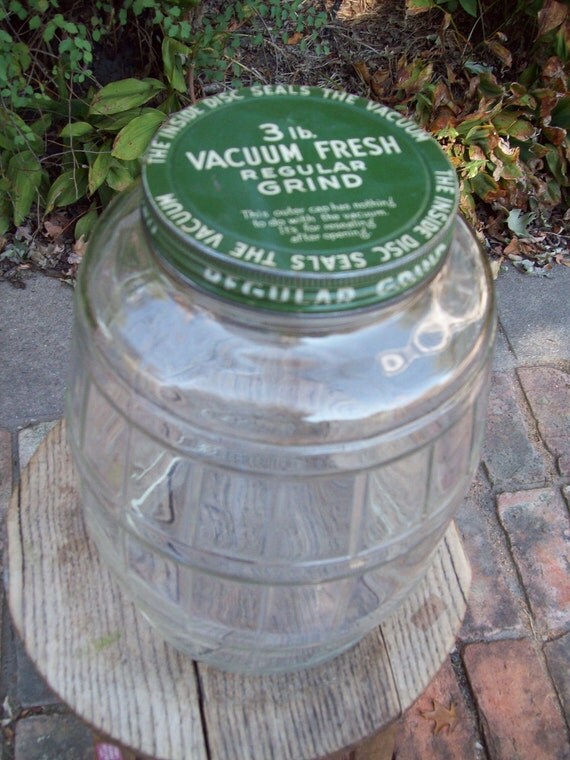 THE INSIDE DISC SEALS THE VACUUM
3 lb.
VACUUM FRESH
REGULAR
GRIND
This outer cap has nothing
to do with the vacuum.
It's for resealing
after opening.
THE INSIDE DISC SEALS THE VACUUM
REGULAR GRIND